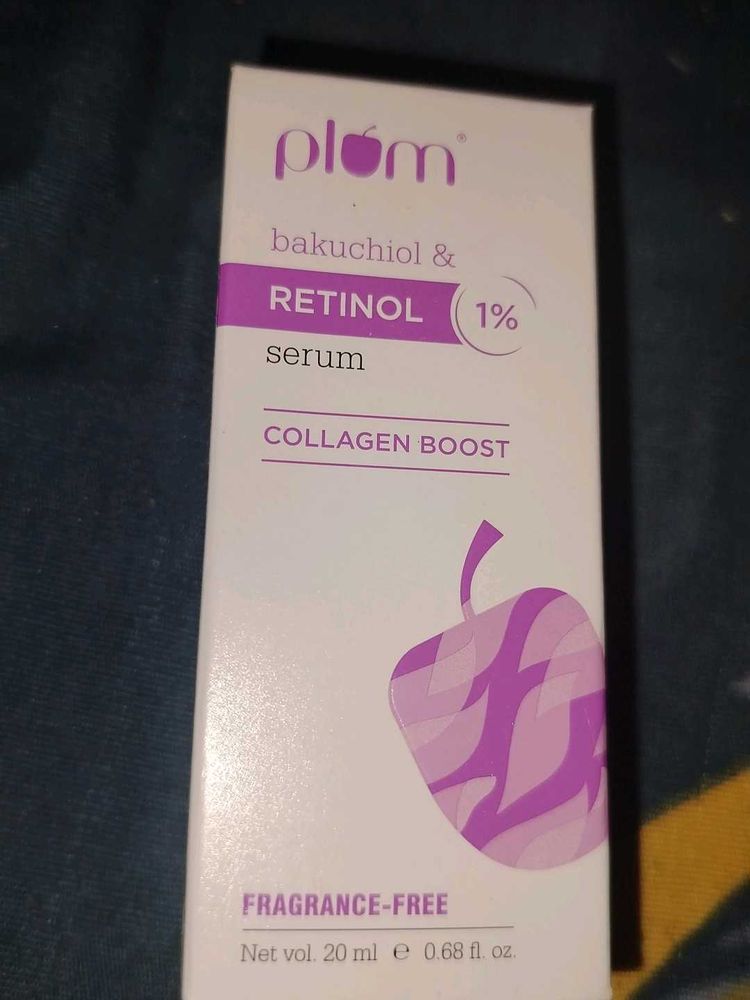 plum®
bakuchiol &
RETINOL 1%
serum
COLLAGEN BOOST
FRAGRANCE-FREE
Net vol. 20 ml ℮ 0.68 fl. oz.